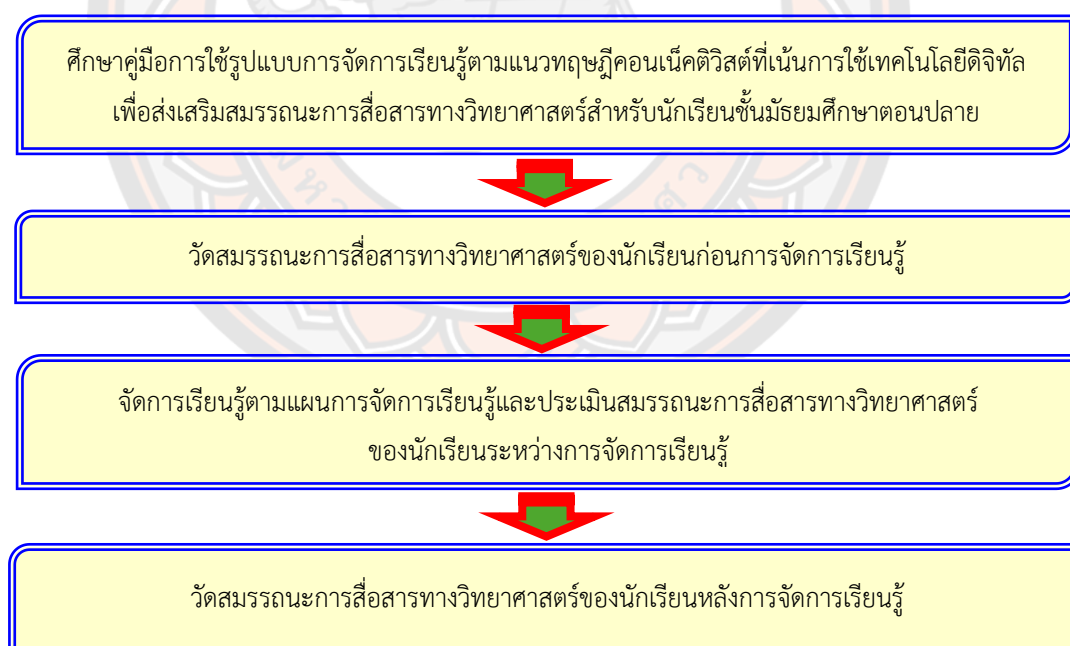 ศึกษาคู่มือการใช้รูปแบบการจัดการเรียนรู้ตามแนวทฤษฎีคอนเน็คติวิสต์ที่เน้นการใช้เทคโนโลยีดิจิทัล
เพื่อส่งเสริมสมรรถนะการสื่อสารทางวิทยาศาสตร์สำหรับนักเรียนชั้นมัธยมศึกษาตอนปลาย
วัดสมรรถนะการสื่อสารทางวิทยาศาสตร์ของนักเรียนก่อนการจัดการเรียนรู้
จัดการเรียนรู้ตามแผนการจัดการเรียนรู้และประเมินสมรรถนะการสื่อสารทางวิทยาศาสตร์
ของนักเรียนระหว่างการจัดการเรียนรู้
วัดสมรรถนะการสื่อสารทางวิทยาศาสตร์ของนักเรียนหลังการจัดการเรียนรู้